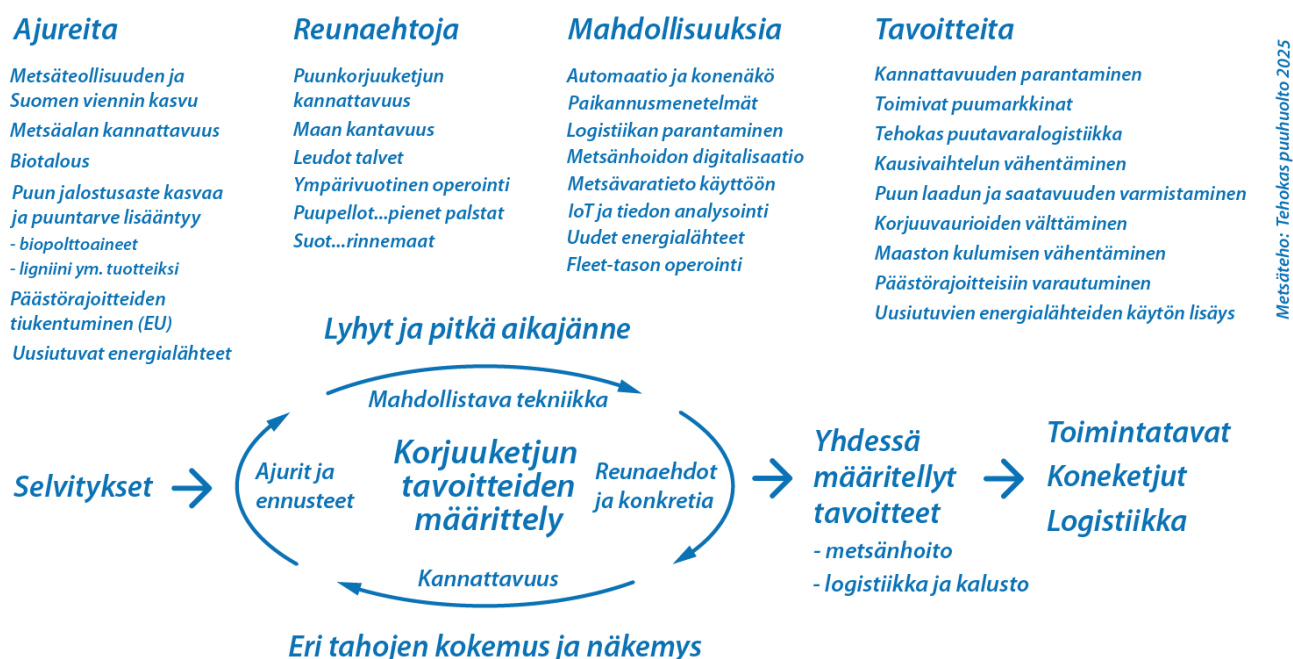 Ajureita
Metsäteollisuuden ja
Suomen viennin kasvu
Metsäalan kannattavuus
Biotalous
Puun jalostusaste kasvaa
ja puuntarve lisääntyy
- biopolttoaineet
- ligniini ym. tuotteiksi
Päästörajoitteiden
tiukentuminen (EU)
Uusiutuvat energialähteet
Reunaehtoja
Puunkorjuuketjun
kannattavuus
Maan kantavuus
Leudot talvet
Ympärivuotinen operointi
Puupellot...pienet palstat
Suot...rinnemaat
Mahdollisuuksia
Automaatio ja konenäkö
Paikannusmenetelmät
Logistiikan parantaminen
Metsänhoidon digitalisaatio
Metsävaratieto käyttöön
IoT ja tiedon analysointi
Uudet energialähteet
Fleet-tason operointi
Tavoitteita
Kannattavuuden parantaminen
Toimivat puumarkkinat
Tehokas puutavaralogistiikka
Kausivaihtelun vähentäminen
Puun laadun ja saatavuuden varmistaminen
Korjuuvaurioiden välttäminen
Maaston kulumisen vähentäminen
Päästörajoitteisiin varautuminen
Uusiutuvien energialähteiden käytön lisäys
Metsäteho: Tehokas puuhuolto 2025
Lyhyt ja pitkä aikajänne
Selvitykset
Mahdollistava tekniikka
Ajurit ja
ennusteet
Korjuuketjun
tavoitteiden
määrittely
Reunaehdot
ja konkretia
Kannattavuus
Eri tahojen kokemus ja näkemys
Yhdessä
määritellyt
tavoitteet
- metsänhoito
- logistiikka ja kalusto
Toimintatavat
Koneketjut
Logistiikka